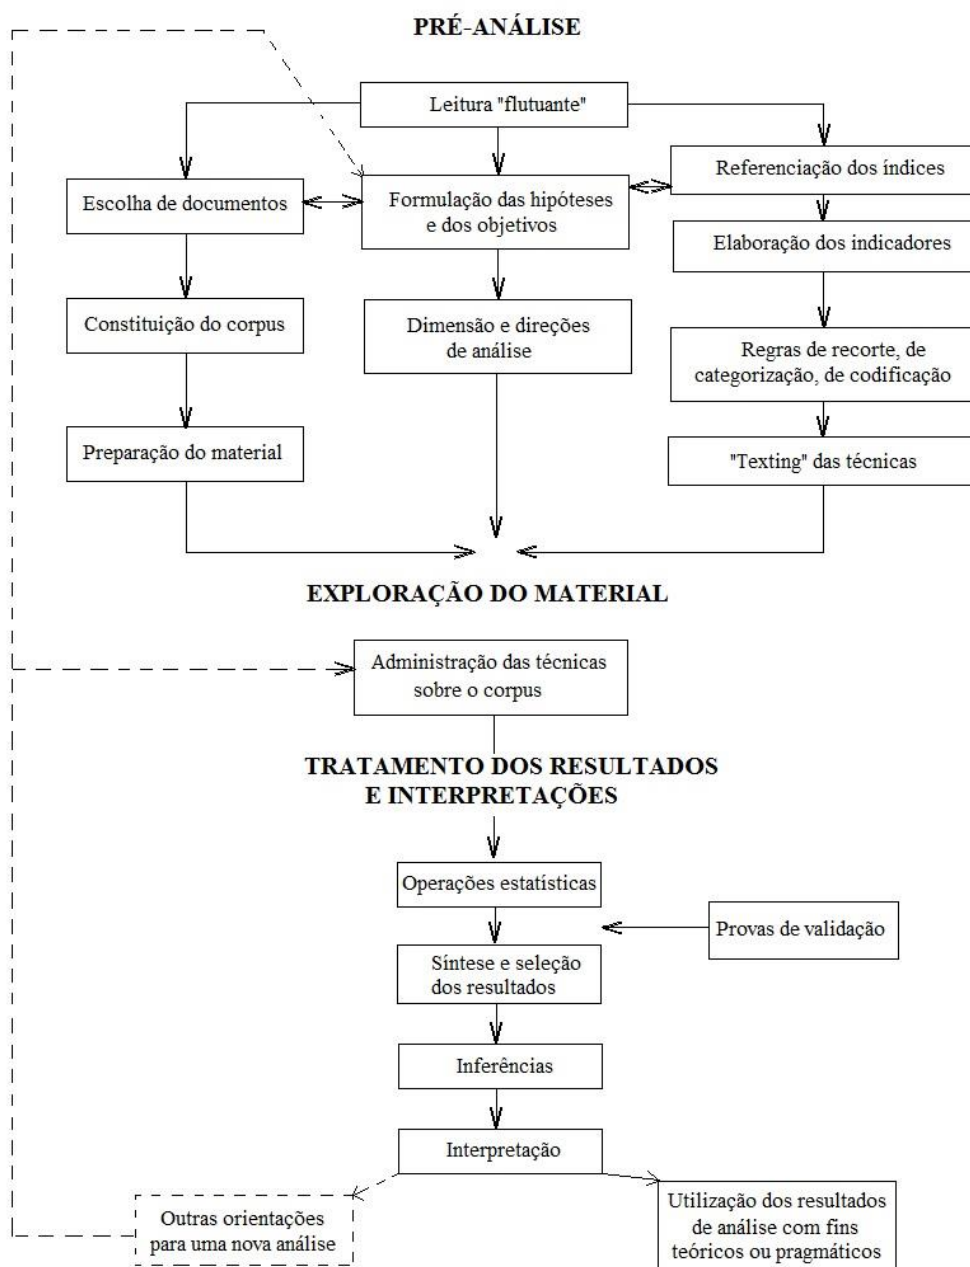 PRÉ-ANÁLISE
Leitura "flutuante"
Referenciação dos índices
Escolha de documentos
Formulação das hipóteses
e dos objetivos
Elaboração dos indicadores
Constituição do corpus
Dimensão e direções
de análise
Regras de recorte, de
categorização, de codificação
Preparação do material
"Texting" das técnicas
EXPLORAÇÃO DO MATERIAL
Administração das técnicas
sobre o corpus
TRATAMENTO DOS RESULTADOS
E INTERPRETAÇÕES
Operações estatísticas
Provas de validação
Síntese e seleção
dos resultados
Inferências
Interpretação
Outras orientações
para uma nova análise
Utilização dos resultados
de análise com fins
teóricos ou pragmáticos